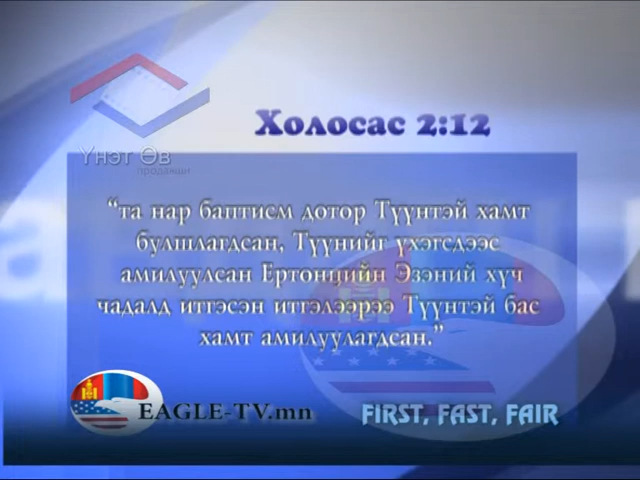 Үнэт Өв
продакшн
Холосас 2:12
“та нар баптисм дотор Түүнтэй хамт
булшлагдсан, Түүнийг үхэгсдээс
амилуулсан Ертөнцийн Эзэний хүч
чадалд итгэсэн итгэлээрээ Түүнтэй бас
хамт амилуулагдсан.”
EAGLE-TV.mn
FIRST, FAST, FAIR